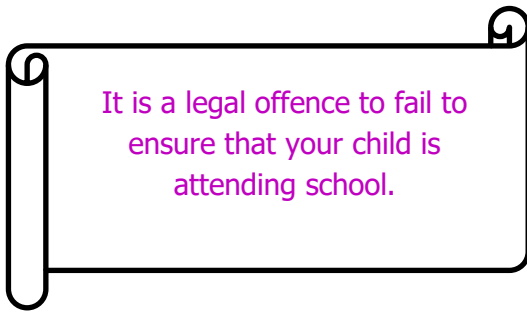 It is a legal offence to fail to
ensure that your child is
attending school.